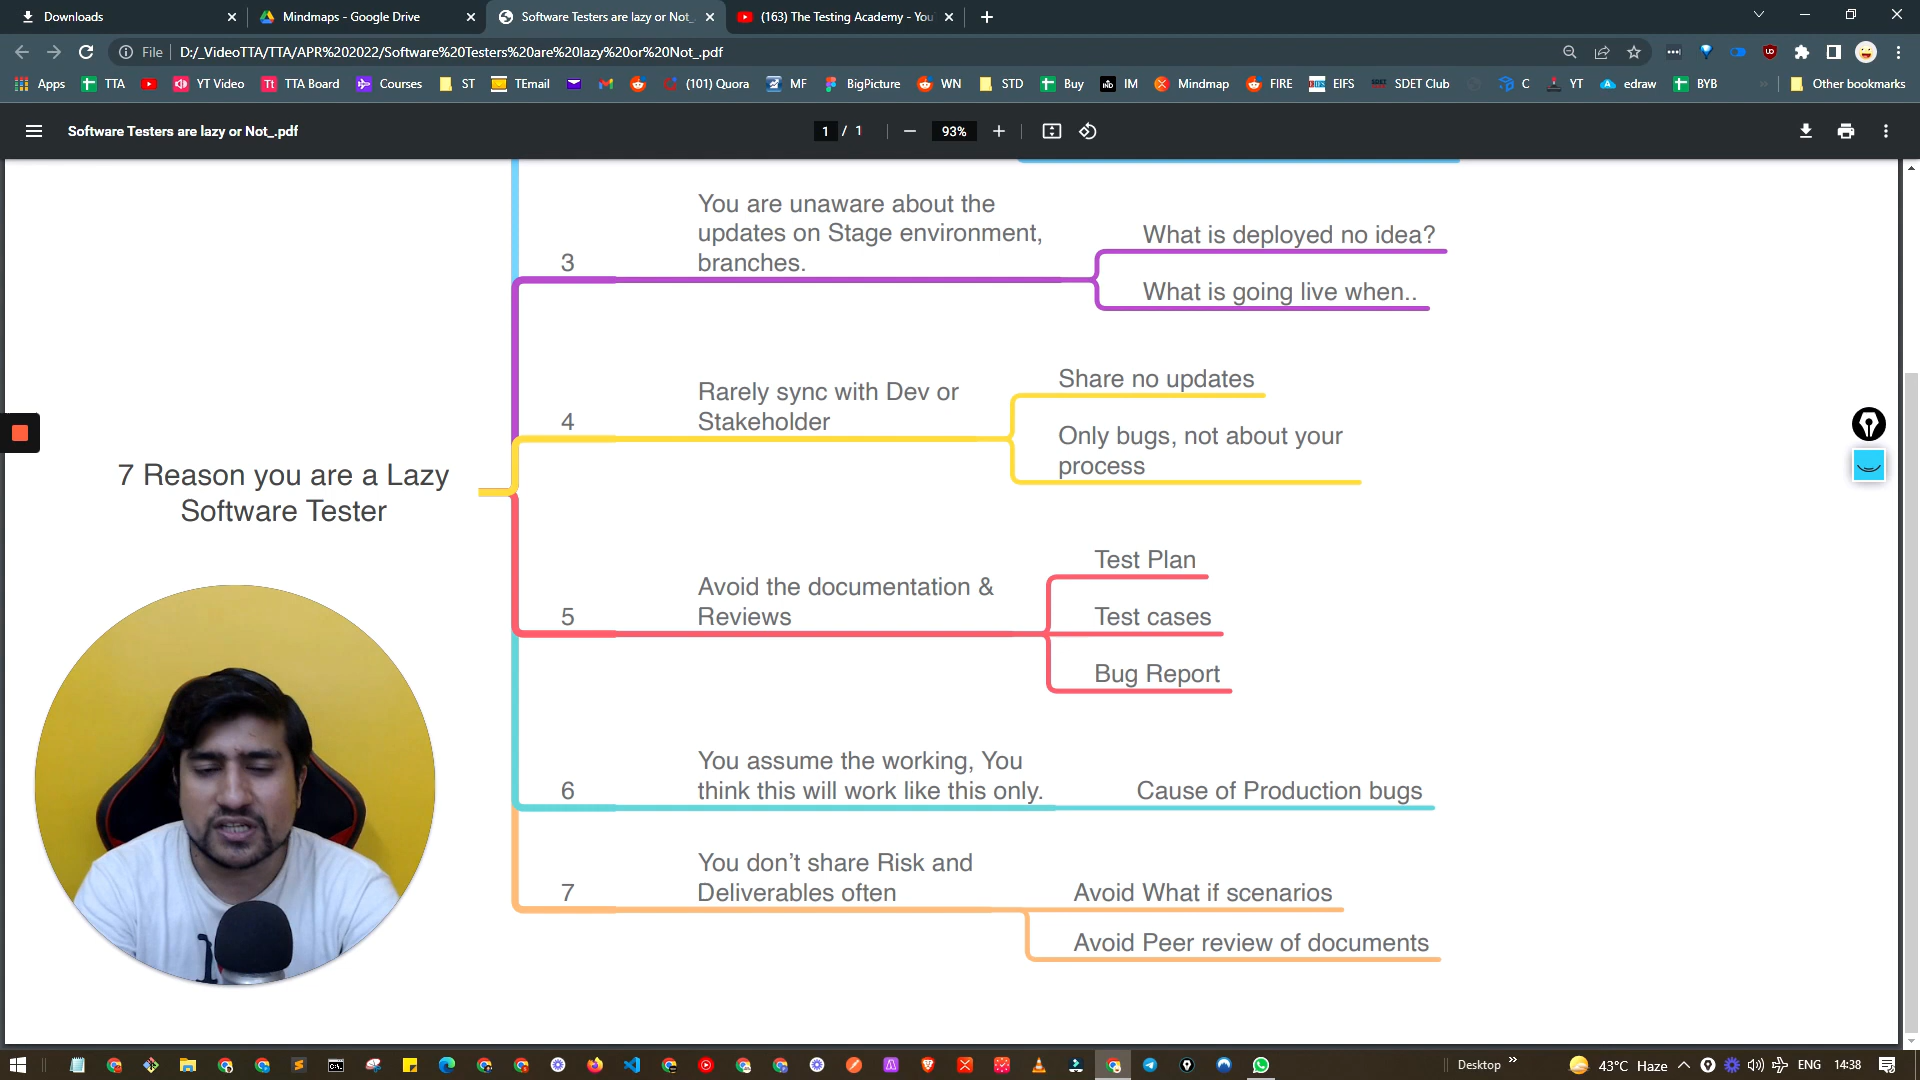 Downloads
Mindmaps - Google Drive
Software Testers are lazy or Not_
(163) The Testing Academy - You
File
D:/_VideoTTA/TTA/APR%202022/Software%20Testers%20are%20lazy%20or%20Not_.pdf
Apps
TTA
YT Video
Tt
TTA Board
Courses
ST
TEmail
(101) Quora
MF
BigPicture
WN
STD
Buy
IM
Mindmap
FIRE
EIFS
SDET Club
C
YT
edraw
BYB
Other bookmarks
Software Testers are lazy or Not_.pdf
1 / 1
93%
3
You are unaware about the
updates on Stage environment,
branches.
What is deployed no idea?
What is going live when..
4
Rarely sync with Dev or
Stakeholder
Share no updates
Only bugs, not about your
process
7 Reason you are a Lazy
Software Tester
5
Avoid the documentation &
Reviews
Test Plan
Test cases
Bug Report
6
You assume the working, You
think this will work like this only.
Cause of Production bugs
7
You don’t share Risk and
Deliverables often
Avoid What if scenarios
Avoid Peer review of documents
Desktop
43°C Haze
ENG
14:38